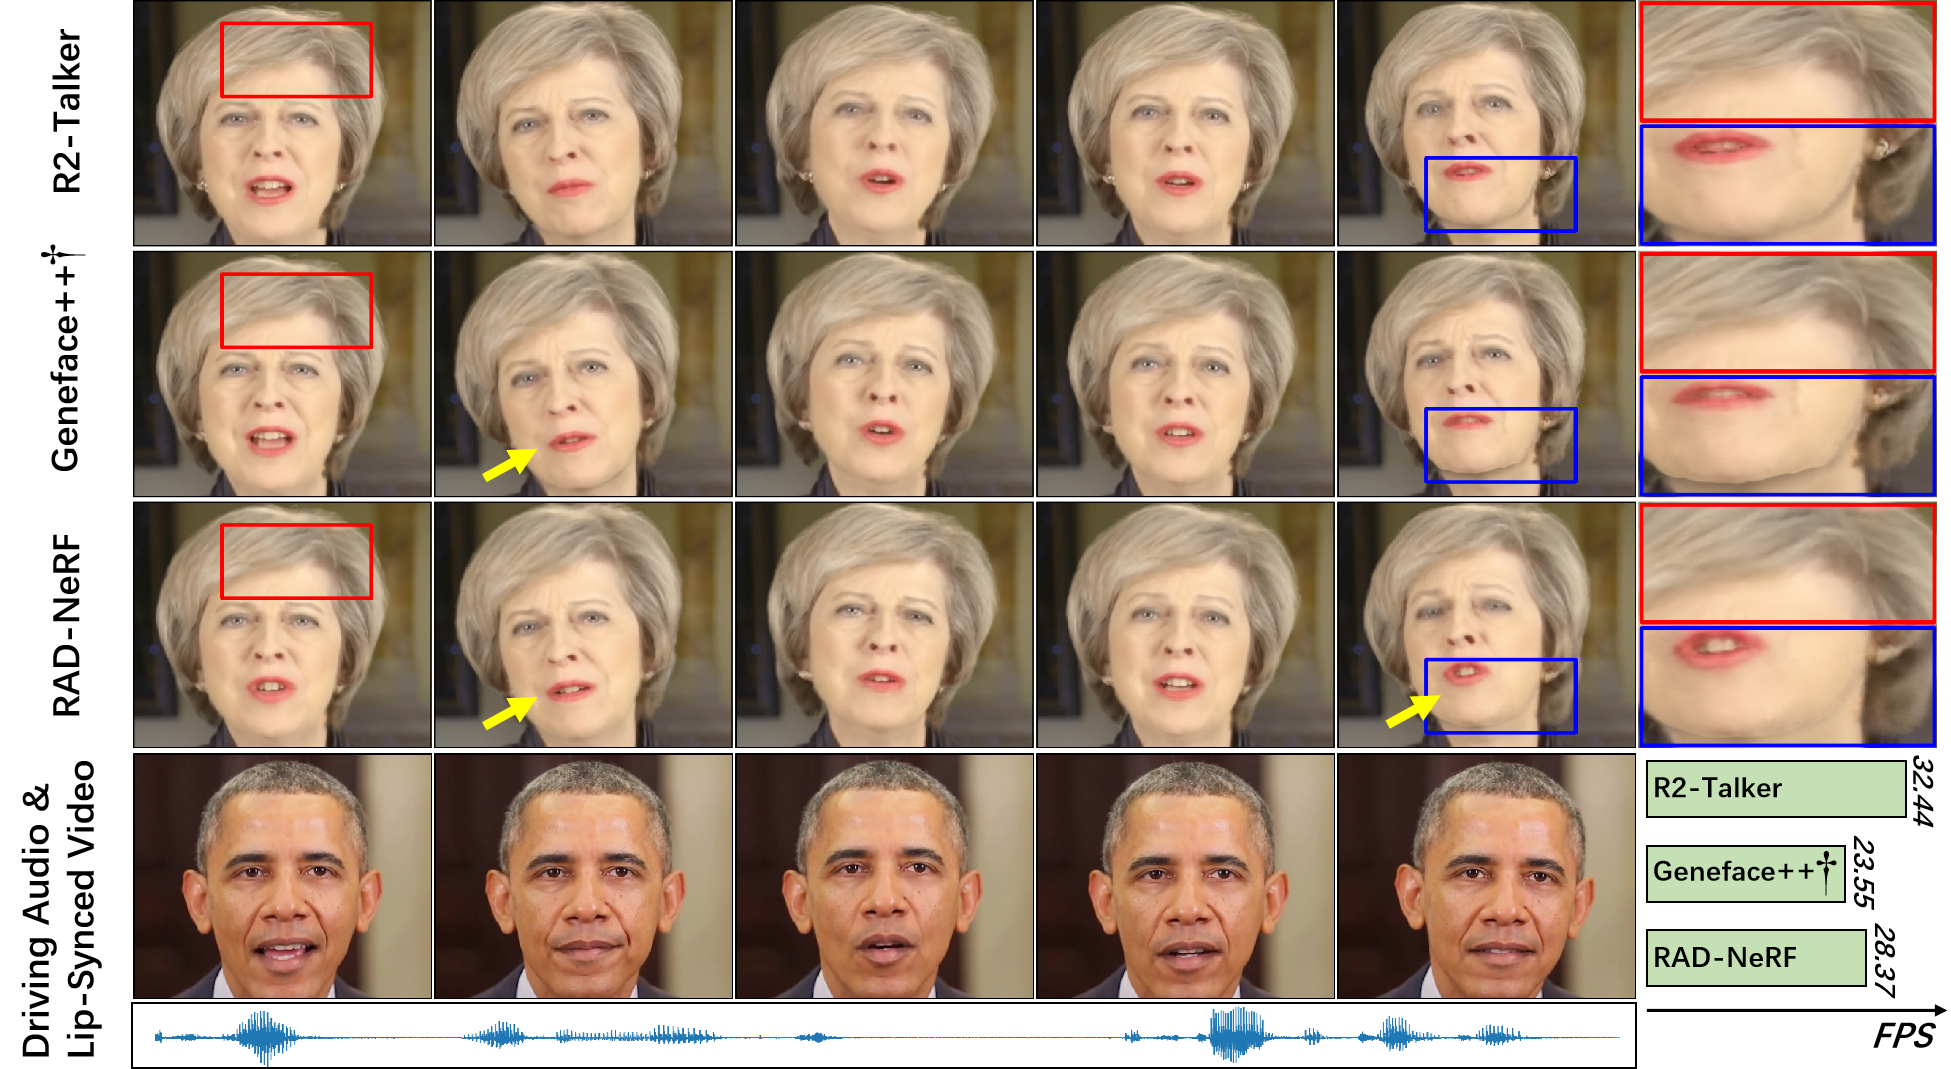 R2-Talker
Geneface++†
RAD-NeRF
Driving Audio &
Lip-Synced Video
R2-Talker
32.44
Geneface++†
23.55
RAD-NeRF
28.37
FPS